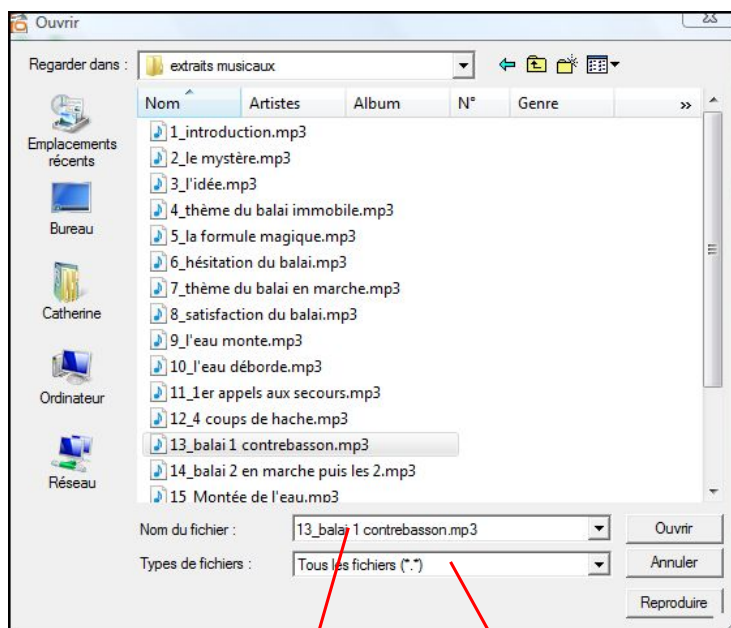 Ouvrir
Regarder dans :
extraits musicaux
Nom Artistes Album N° Genre »
1_introduction.mp3
2_le mystère.mp3
3_l'idée.mp3
4_thème du balai immobile.mp3
5_la formule magique.mp3
6_hésitation du balai.mp3
7_thème du balai en marche.mp3
8_satisfaction du balai.mp3
9_l'eau monte.mp3
10_l'eau déborde.mp3
11_1er appels aux secours.mp3
12_4 coups de hache.mp3
13_balai 1 contrebasson.mp3
14_balai 2 en marche puis les 2.mp3
15_Montée de l'eau.mp3
Emplacements
récents
Bureau
Catherine
Ordinateur
Réseau
Nom du fichier : 13_balai 1 contrebasson.mp3 Ouvrir
Types de fichiers : Tous les fichiers (*.*) Annuler
Reproduire